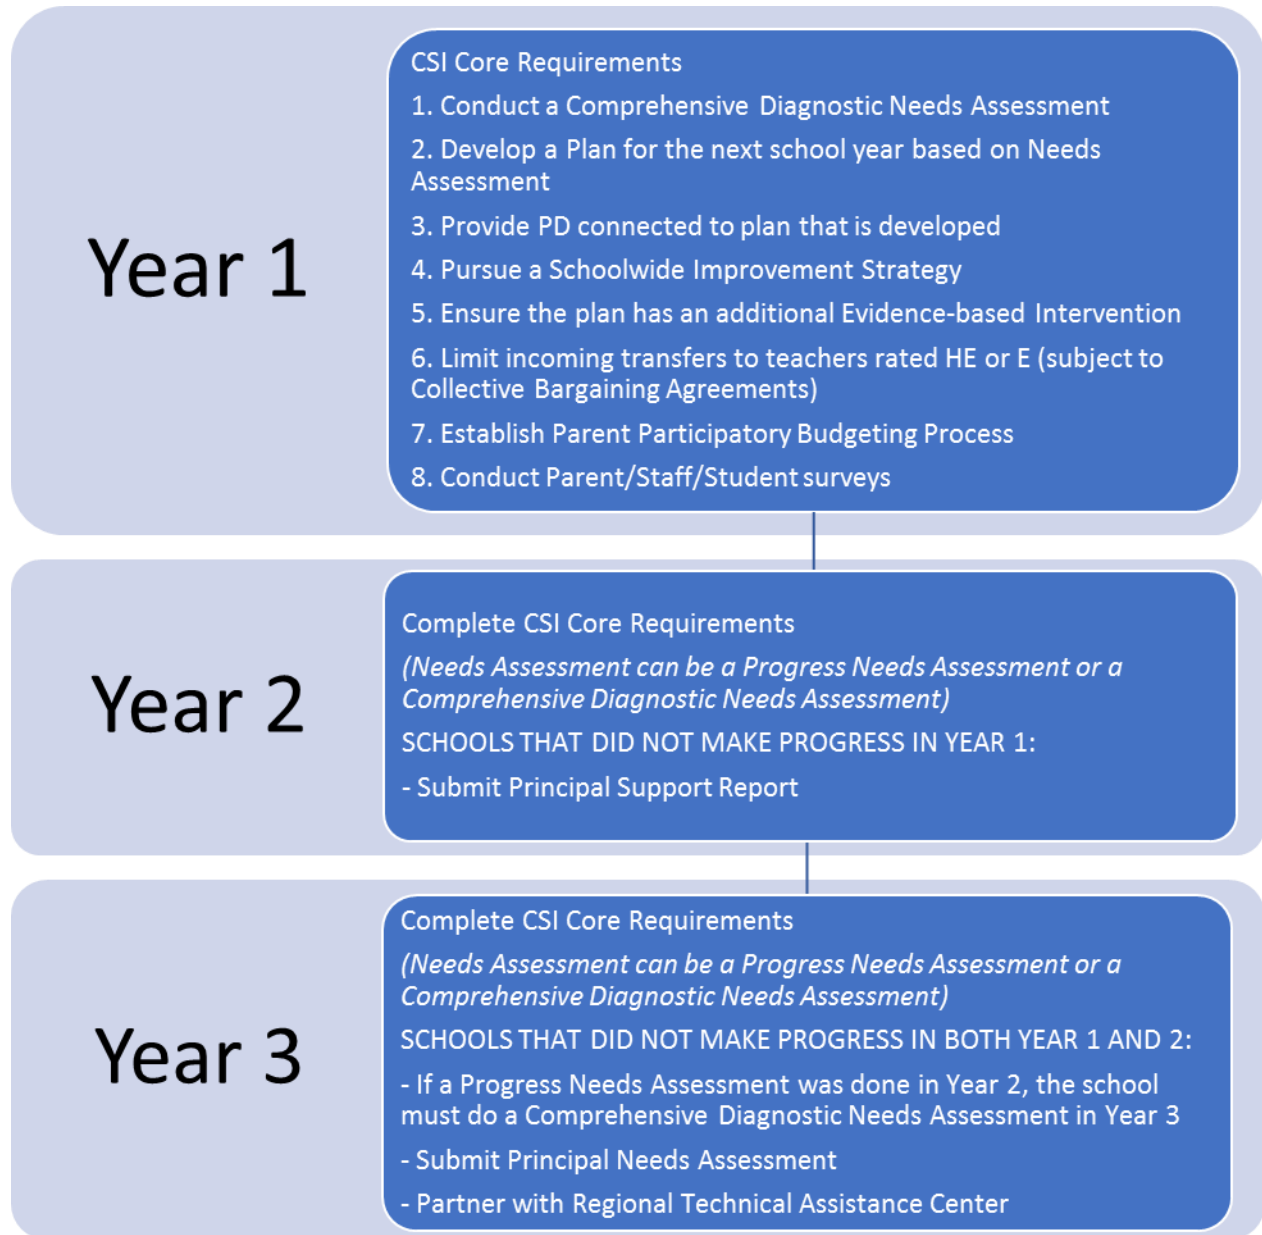 Year 1
CSI Core Requirements
1. Conduct a Comprehensive Diagnostic Needs Assessment
2. Develop a Plan for the next school year based on Needs
Assessment
3. Provide PD connected to plan that is developed
4. Pursue a Schoolwide Improvement Strategy
5. Ensure the plan has an additional Evidence-based Intervention
6. Limit incoming transfers to teachers rated HE or E (subject to
Collective Bargaining Agreements)
7. Establish Parent Participatory Budgeting Process
8. Conduct Parent/Staff/Student surveys
Year 2
Complete CSI Core Requirements
(Needs Assessment can be a Progress Needs Assessment or a
Comprehensive Diagnostic Needs Assessment)
SCHOOLS THAT DID NOT MAKE PROGRESS IN YEAR 1:
- Submit Principal Support Report
Year 3
Complete CSI Core Requirements
(Needs Assessment can be a Progress Needs Assessment or a
Comprehensive Diagnostic Needs Assessment)
SCHOOLS THAT DID NOT MAKE PROGRESS IN BOTH YEAR 1 AND 2:
- If a Progress Needs Assessment was done in Year 2, the school
must do a Comprehensive Diagnostic Needs Assessment in Year 3
- Submit Principal Needs Assessment
- Partner with Regional Technical Assistance Center